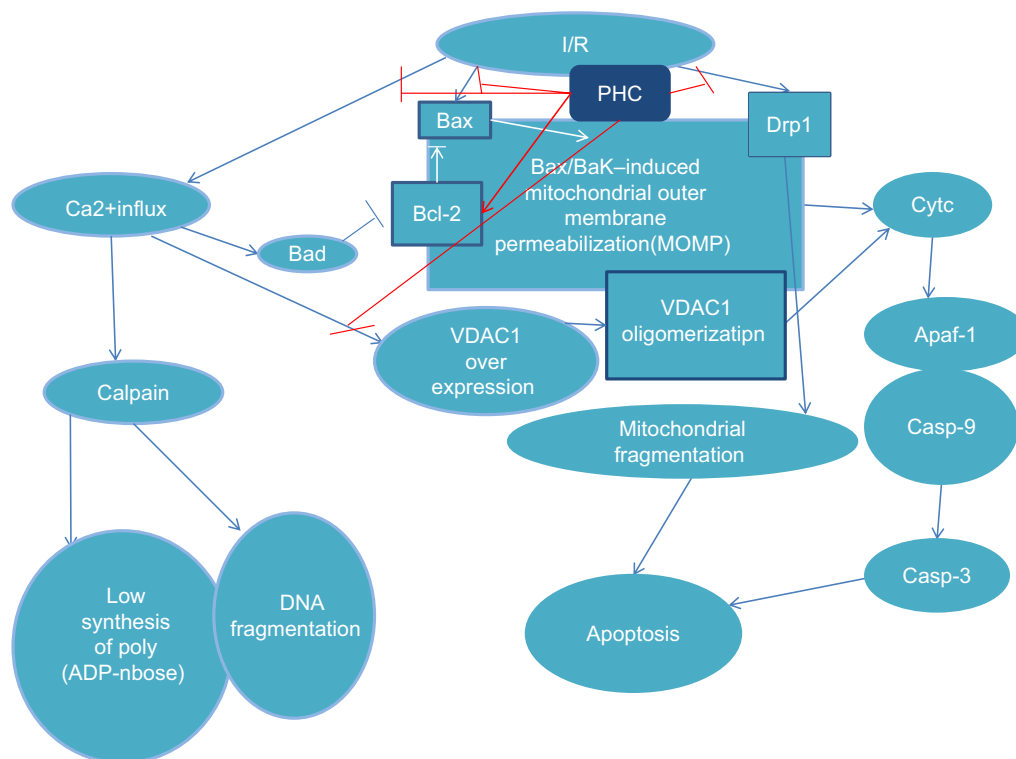 I/R
PHC
Bax
Drp1
Bax/BaK–induced
mitochondrial outer
membrane
permeabilization(MOMP)
Ca2+influx
Bcl-2
Cytc
Bad
VDAC1
over
expression
VDAC1
oligomerizatipn
Apaf-1
Calpain
Casp-9
Mitochondrial
fragmentation
Casp-3
Low
synthesis
of poly
(ADP-nbose)
DNA
fragmentation
Apoptosis